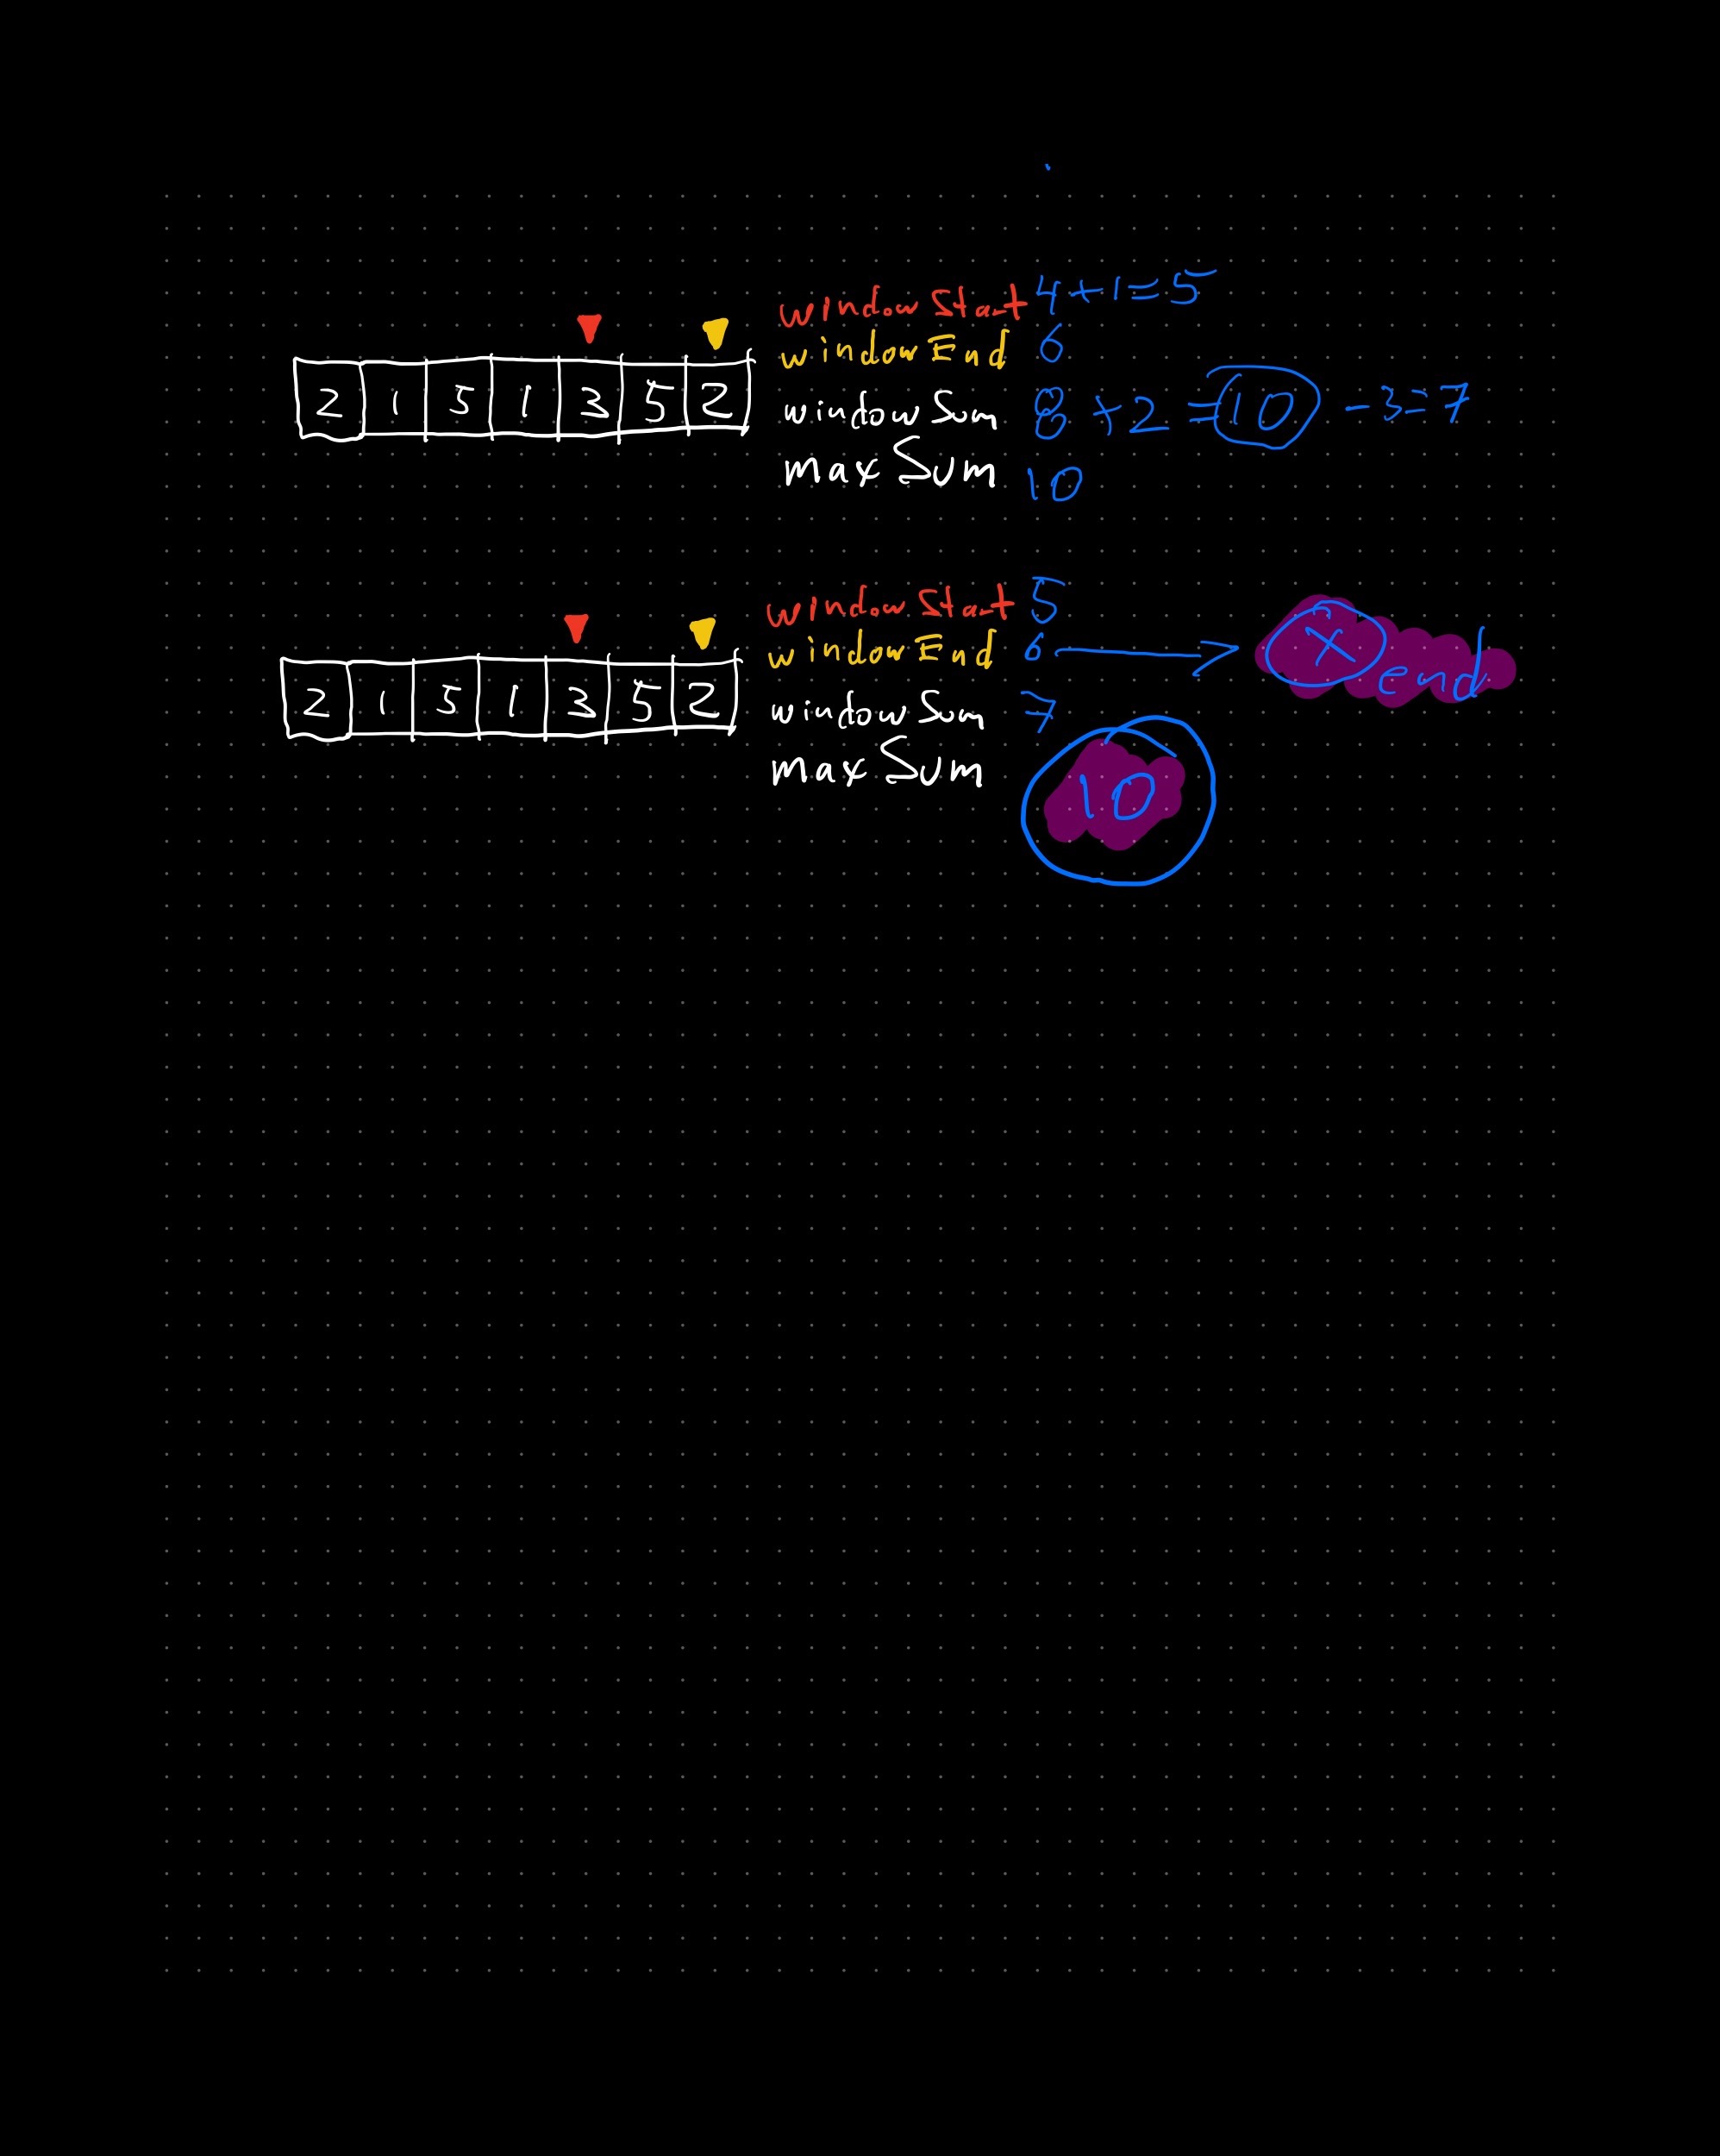 windowStart 4+1=5
windowEnd 6
2 1 5 1 3 5 2
windowSum 8+2=10-3=7
maxSum 10
windowStart 5
windowEnd 6 → X end
2 1 5 1 3 5 2
windowSum 7
maxSum 10